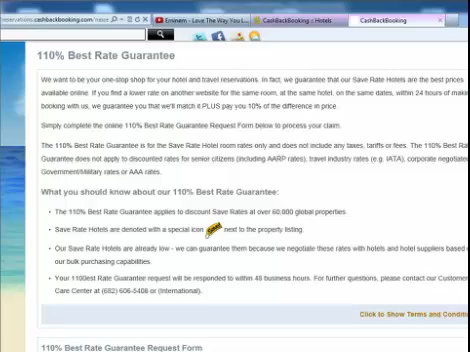 reservations.cashbackbooking.com/
Eminem - Love The Way You L...
CashBackBooking :: Hotels
CashBackBooking
110% Best Rate Guarantee
We want to be your one-stop shop for your hotel and travel reservations. In fact, we guarantee that our Save Rate Hotels are the best prices
available online. If you find a lower rate on another website for the same room, at the same hotel, on the same dates, within 24 hours of
booking with us, we guarantee you that we'll match it PLUS pay you 10% of the difference in price.
Simply complete the online 110% Best Rate Guarantee Request Form below to process your claim.
The 110% Best Rate Guarantee is for the Save Rate Hotel room rates only and does not include any taxes, tariffs or fees. The 110% Best
Guarantee does not apply to discounted rates for senior citizens (including AARP rates), travel industry rates (e.g. IATA), corporate
Government/Military rates or AAA rates.
What you should know about our 110% Best Rate Guarantee:
• The 110% Best Rate Guarantee applies to discount Save Rates at over 60,000 global properties.
• Save Rate Hotels are denoted with a special icon next to the property listing.
• Our Save Rate Hotels are already low - we can guarantee them because we negotiate these rates with hotels and hotel suppliers based
our bulk purchasing capabilities.
• Your 1100est Rate Guarantee request will be responded to within 48 business hours. For further questions, please contact our Customer
Care Center at (682) 606-5408 or (International).
Click to Show Terms and
110% Best Rate Guarantee Request Form